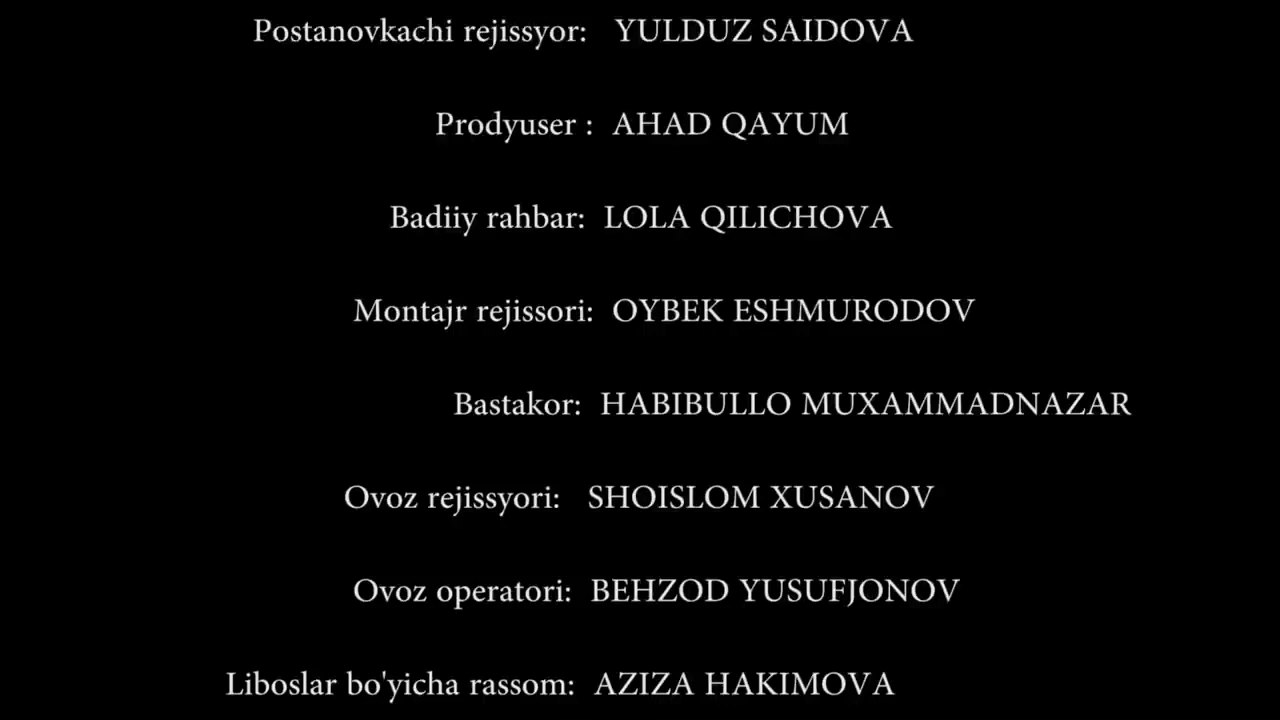 Postanovkachi rejissyor: YULDUZ SAIDOVA
Prodyuser : AHAD QAYUM
Badiiy rahbar: LOLA QILICHOVA
Montajr rejissori: OYBEK ESHMURODOV
Bastakor: HABIBULLO MUXAMMADNAZAR
Ovoz rejissyori: SHOISLOM XUSANOV
Ovoz operatori: BEHZOD YUSUFJONOV
Liboslar bo'yicha rassom: AZIZA HAKIMOVA